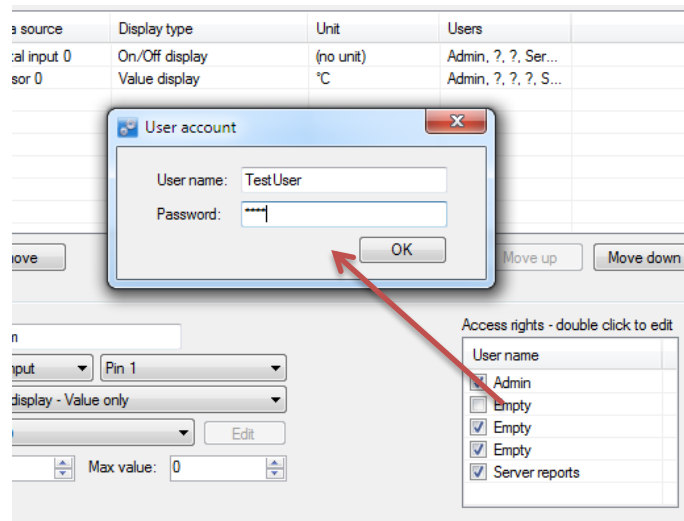 a source Display type Unit Users
tal input 0 On/Off display (no unit) Admin, ?, ?, Ser...
sor 0 Value display °C Admin, ?, ?, ?, S...
User account
User name: TestUser
Password: ****
OK
ove Move up Move down
Access rights - double click to edit
m
User name
nput Pin 1
Admin
display - Value only
Empty
Edit
Empty
Empty
Max value: 0
Server reports